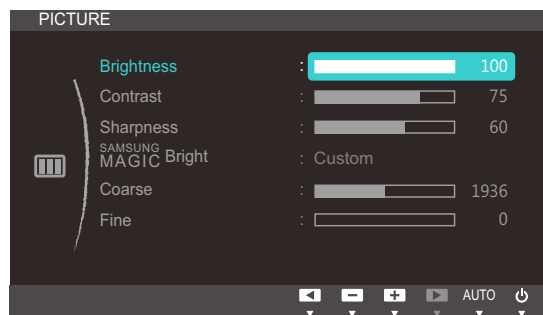 PICTURE
Brightness : 100
Contrast : 75
Sharpness : 60
SAMSUNG
MAGIC Bright : Custom
Coarse : 1936
Fine : 0
AUTO